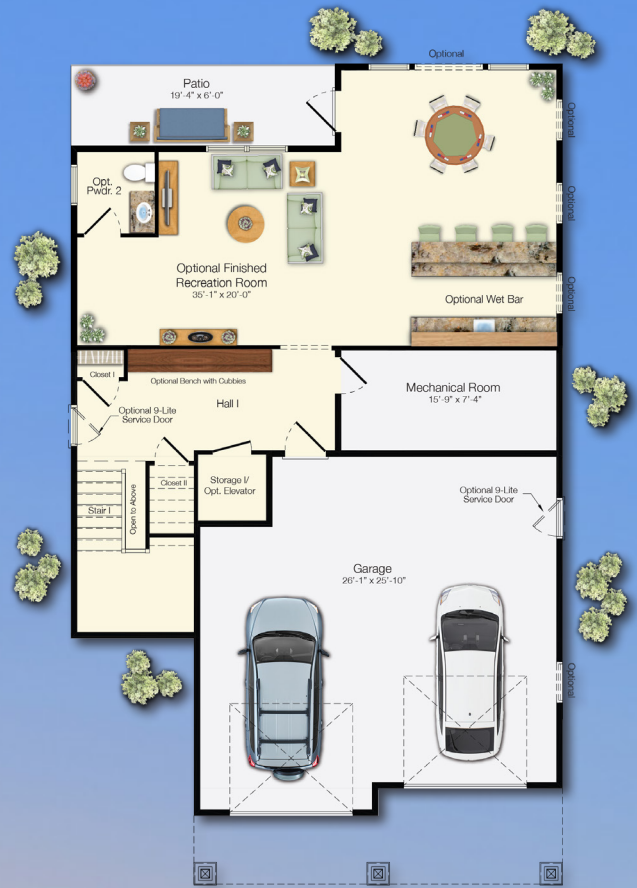 Optional
Patio
19'-4" x 6'-0"
Optional
Opt.
Pwdr. 2
Optional
Optional Finished
Recreation Room
35'-1" x 20'-0"
Optional Wet Bar
Optional
Closet I
Optional Bench with Cubbies
Hall I
Mechanical Room
15'-9" x 7'-4"
Optional 9-Lite
Service Door
Closet II
Storage I/
Opt. Elevator
Stair I
Open to Above
Optional 9-Lite
Service Door
Garage
26'-1" x 25'-10"
Optional